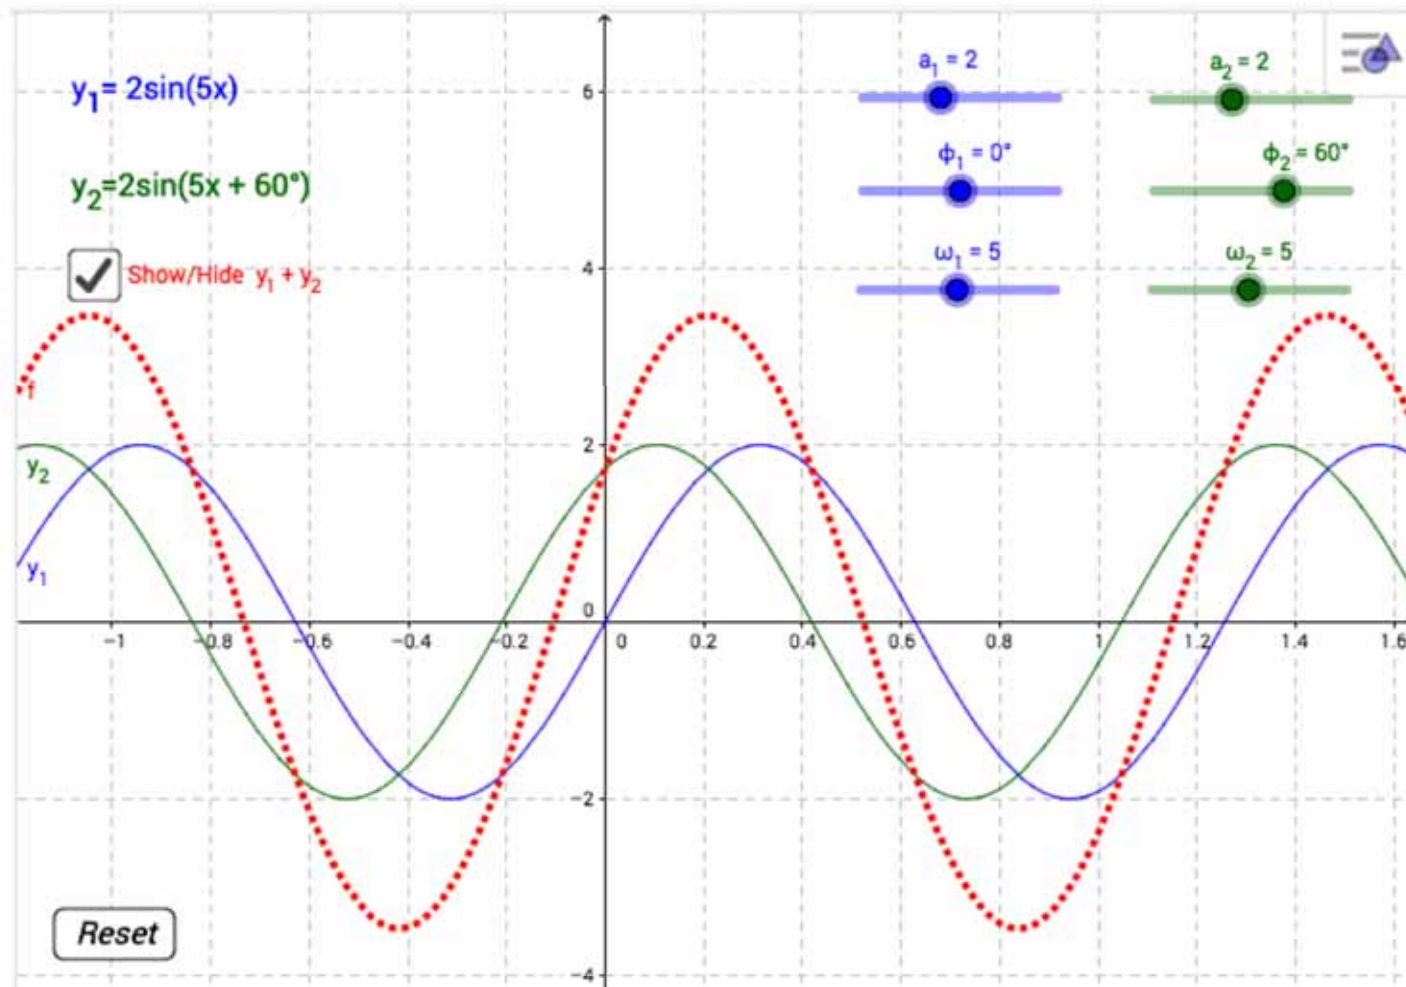 y₁= 2sin(5x)
y₂=2sin(5x + 60°)
Show/Hide y₁ + y₂
a₁ = 2
a₂ = 2
ϕ₁ = 0°
ϕ₂ = 60°
ω₁ = 5
ω₂ = 5
f
y₂
y₁
6
4
2
0
−2
−4
−1 −0.8 −0.6 −0.4 −0.2 0 0.2 0.4 0.6 0.8 1 1.2 1.4 1.6
Reset